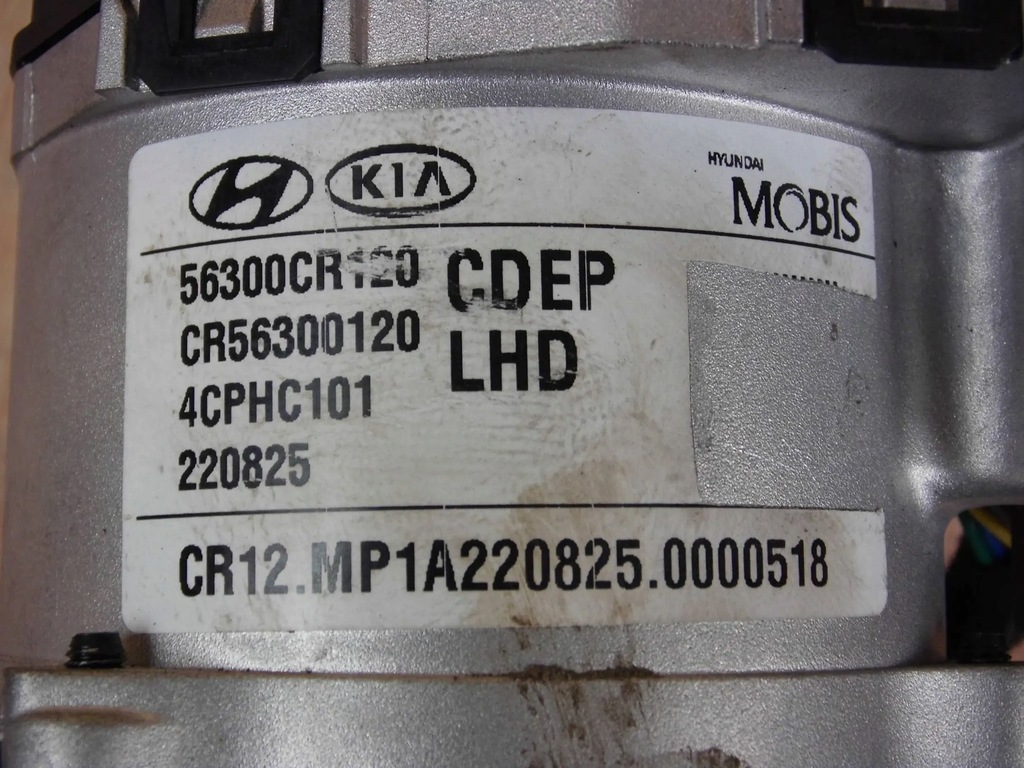 KIA
HYUNDAI
MOBIS
56300CR120 CDEP
CR56300120 LHD
4CPHC101
220825
CR12.MP1A220825.0000518